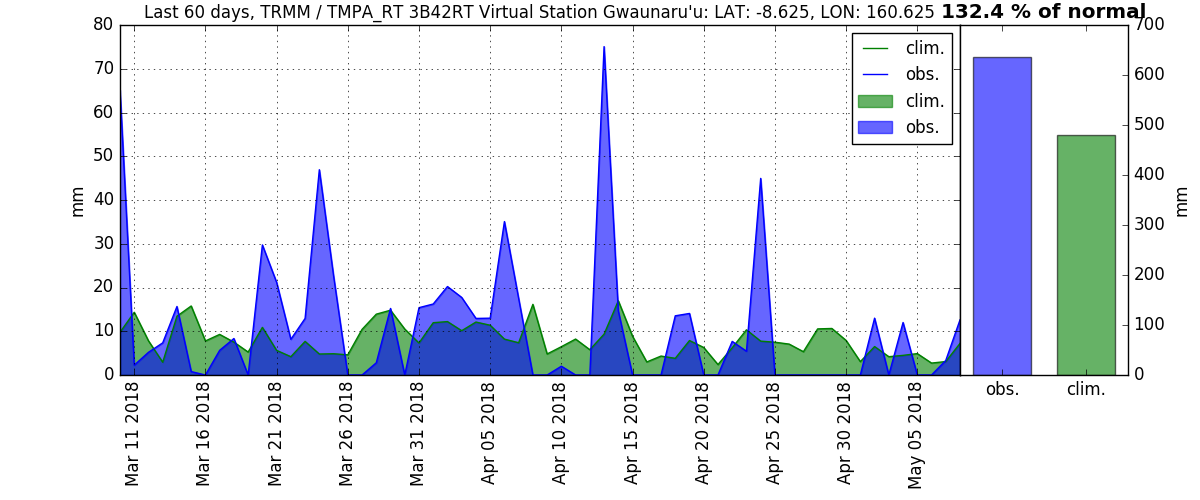 Last 60 days, TRMM / TMPA_RT 3B42RT Virtual Station Gwaunaru'u: LAT: -8.625, LON: 160.625 132.4 % of normal
80
70
60
50
40
30
20
10
0
mm
clim.
obs.
clim.
obs.
700
600
500
400
300
200
100
0
mm
obs.
clim.
Mar 11 2018
Mar 16 2018
Mar 21 2018
Mar 26 2018
Mar 31 2018
Apr 05 2018
Apr 10 2018
Apr 15 2018
Apr 20 2018
Apr 25 2018
Apr 30 2018
May 05 2018